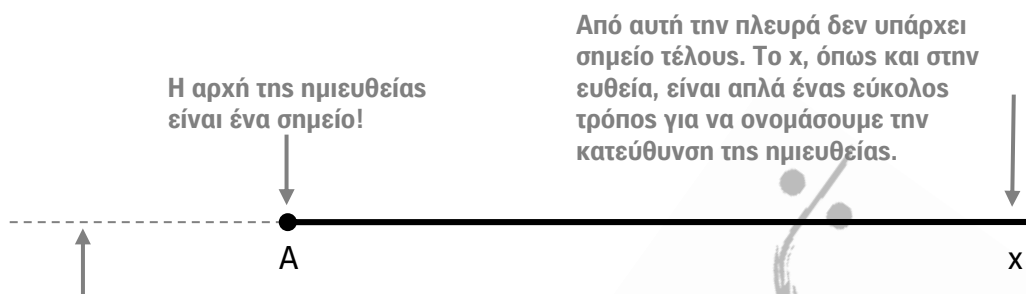 Η αρχή της ημιευθείας
είναι ένα σημείο!
Από αυτή την πλευρά δεν υπάρχει
σημείο τέλους. Το x, όπως και στην
ευθεία, είναι απλά ένας εύκολος
τρόπος για να ονομάσουμε την
κατεύθυνση της ημιευθείας.
A
x